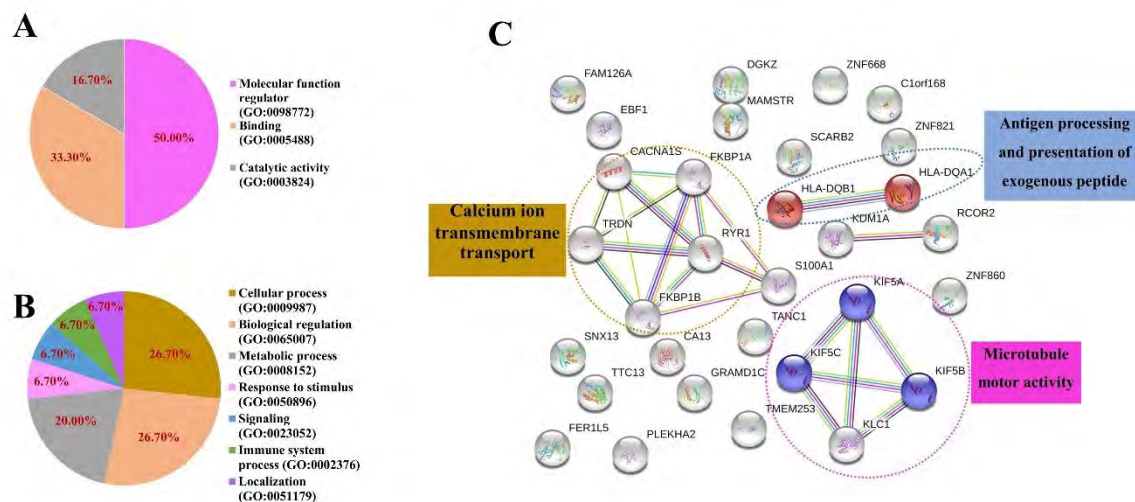 A
50.00%
33.30%
16.70%
Molecular function
regulator
(GO:0098772)
Binding
(GO:0005488)
Catalytic activity
(GO:0003824)
B
26.70%
26.70%
20.00%
6.70%
6.70%
6.70%
6.70%
Cellular process
(GO:0009987)
Biological regulation
(GO:0065007)
Metabolic process
(GO:0008152)
Response to stimulus
(GO:0050896)
Signaling
(GO:0023052)
Immune system
process (GO:0002376)
Localization
(GO:0051179)
C
FAM126A
EBF1
DGKZ
MAMSTR
ZNF668
C1orf168
ZNF821
SCARB2
CACNA1S
FKBP1A
HLA-DQB1
HLA-DQA1
Antigen processing
and presentation of
exogenous peptide
Calcium ion
transmembrane
transport
TRDN
RYR1
KDM1A
RCOR2
FKBP1B
S100A1
ZNF860
KIF5A
SNX13
CA13
TANC1
KIF5C
KIF5B
Microtubule
motor activity
TTC13
GRAMD1C
TMEM253
KLC1
FER1L5
PLEKHA2